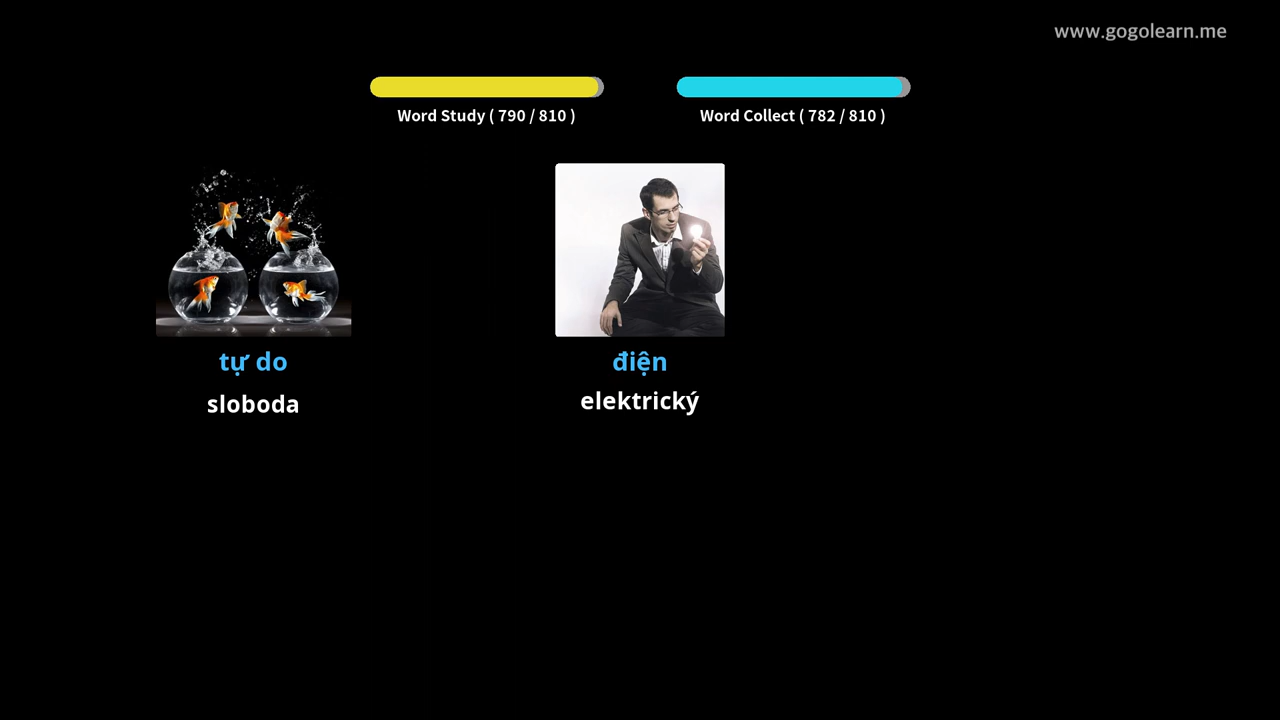 www.gogolearn.me
Word Study ( 790 / 810 )
Word Collect ( 782 / 810 )
tự do
sloboda
điện
elektrický